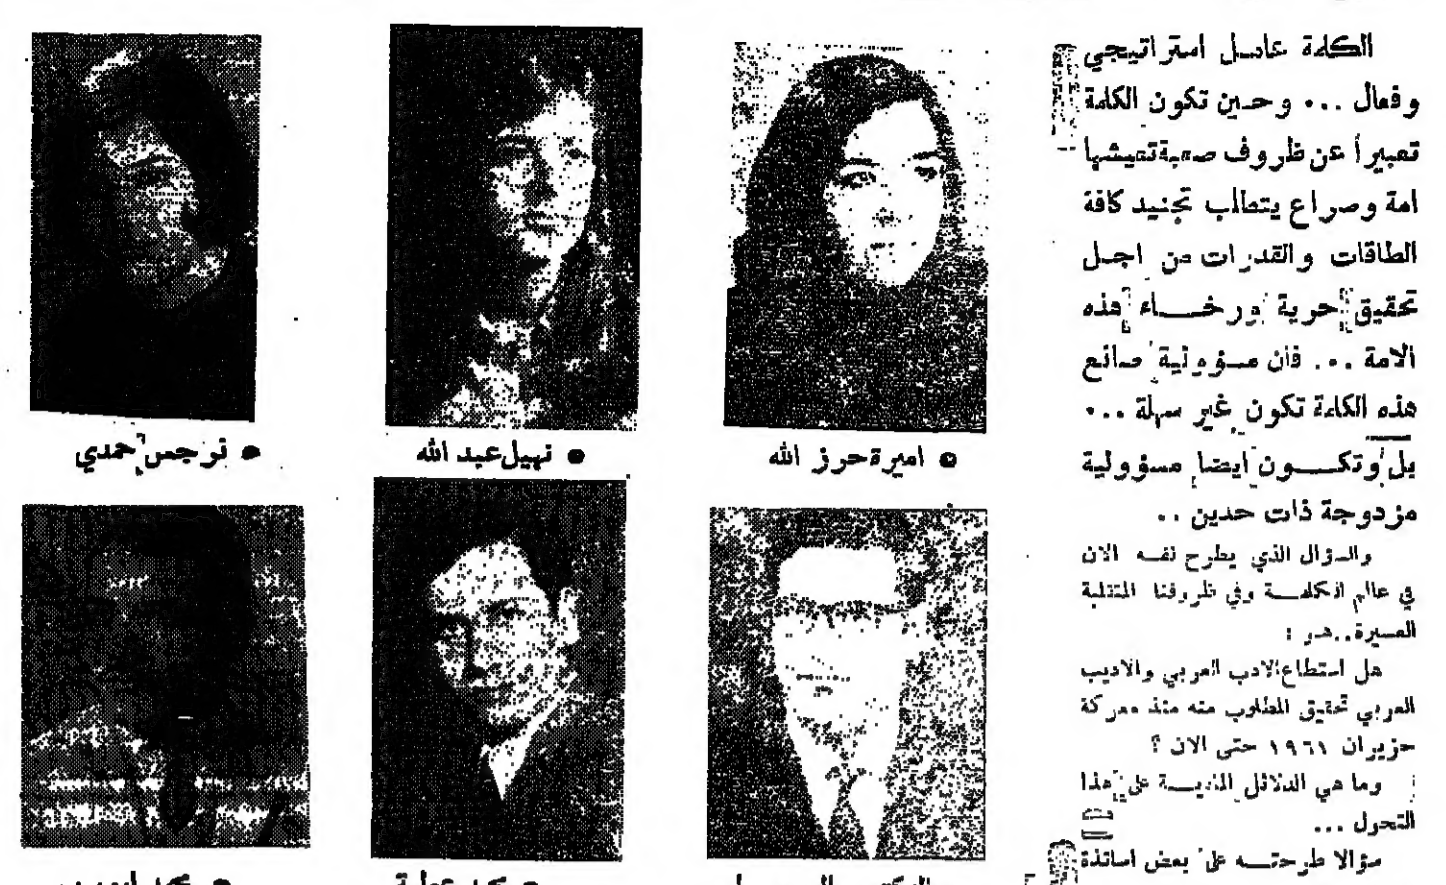 الكلمة عامل استراتيجي
وفعال ... وحين تكون الكلمة
تعبيراً عن ظروف صعبة تعيشها
امة وصراع يتطلب تجنيد كافة
الطاقات والقدرات من اجل
تحقيق حرية ورخاء هذه
الامة ... فان مسؤولية صانع
هذه الكلمة تكون غير سهلة ...
بل وتكون ايضا مسؤولية
مزدوجة ذات حدين ..
والسؤال الذي يطرح نفسه الان
في عالم الكلمة وفي ظروفنا
العسيرة.. هو :
هل استطاع الادب العربي والاديب
العربي تحقيق المطلوب منه منذ معركة
حزيران ١٩٦١ حتى الان ؟
وما هي الدلائل على هذا
التحول ...
سؤالا طرحته على بعض اساتذة
● اميرة حرز الله
● نهيل عبد الله
● نرجس حمدي